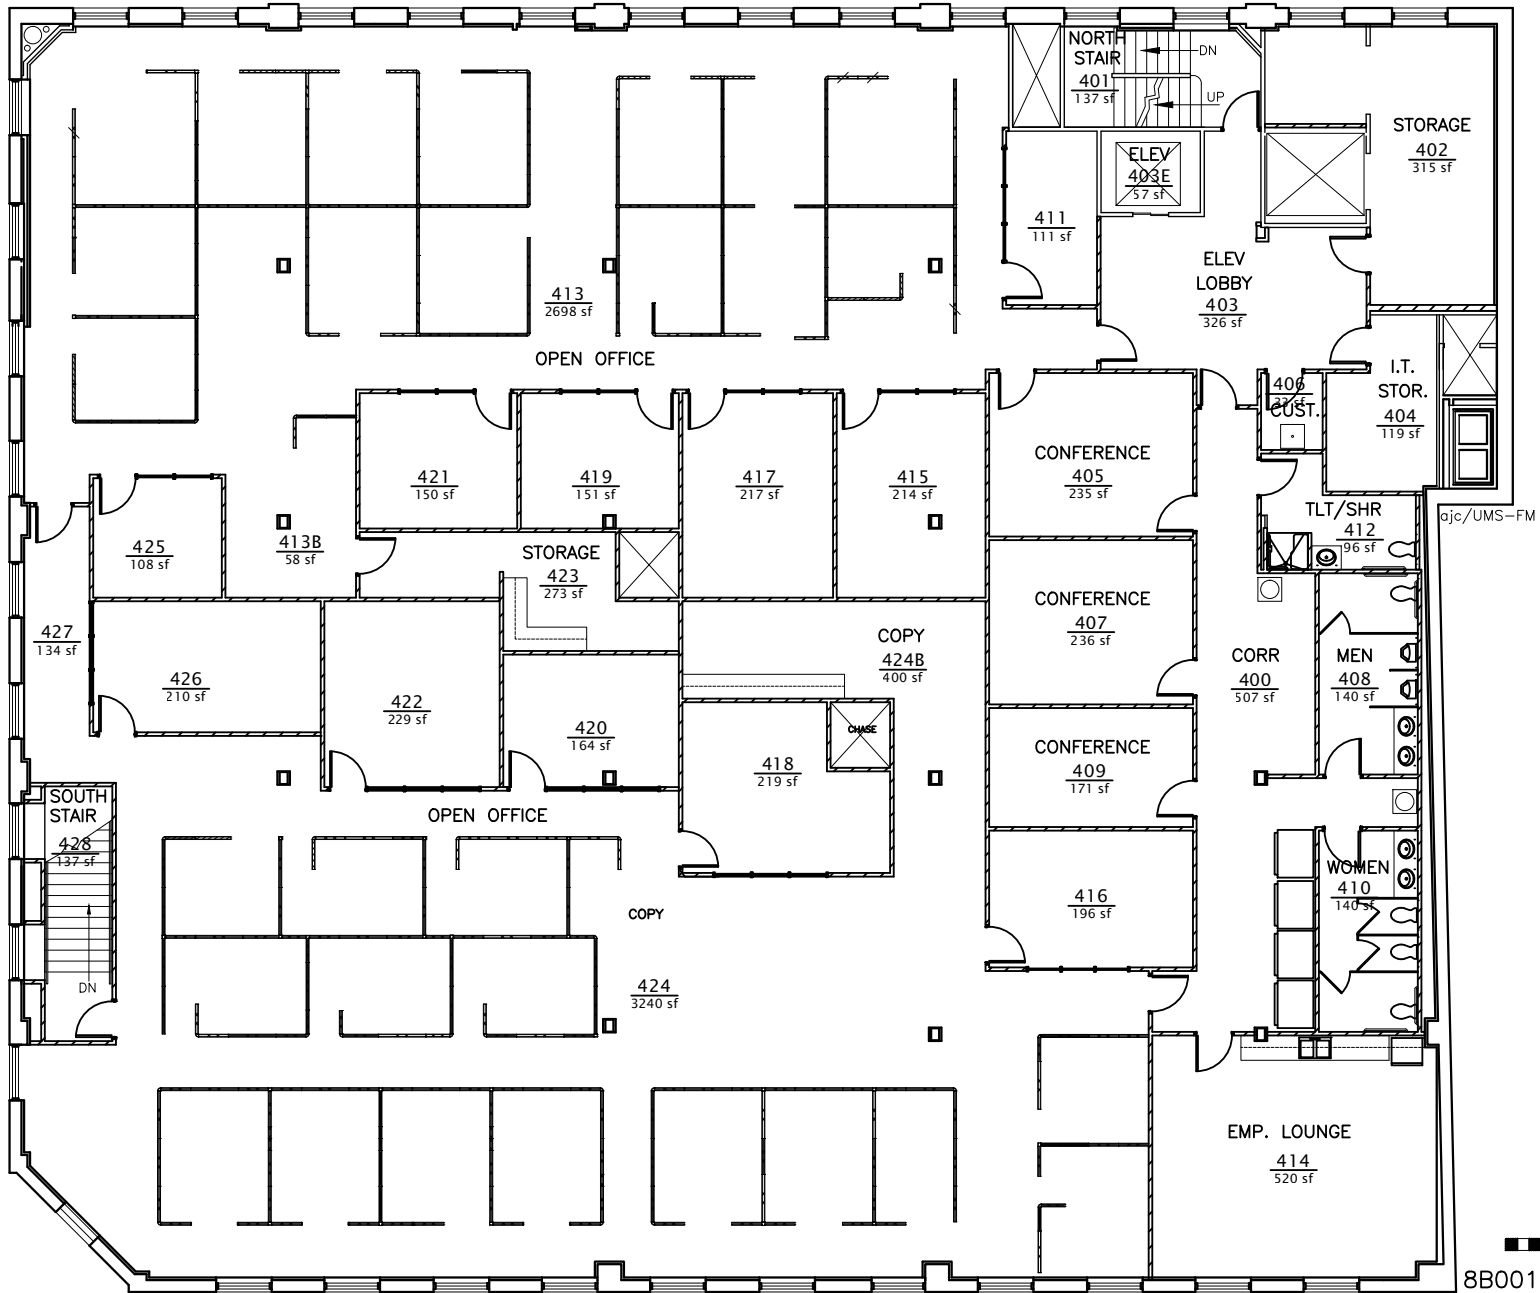 NORTH
STAIR
401
137 sf
DN
UP
STORAGE
402
315 sf
ELEV
403E
57 sf
411
111 sf
ELEV
LOBBY
403
326 sf
413
2698 sf
OPEN OFFICE
I.T.
STOR.
404
119 sf
406
33 sf
CUST.
CONFERENCE
405
235 sf
421
150 sf
419
151 sf
417
217 sf
415
214 sf
TLT/SHR
412
96 sf
ajc/UMS-FM
425
108 sf
413B
58 sf
STORAGE
423
273 sf
CONFERENCE
407
236 sf
427
134 sf
COPY
424B
400 sf
CORR
400
507 sf
MEN
408
140 sf
426
210 sf
422
229 sf
420
164 sf
CHASE
418
219 sf
CONFERENCE
409
171 sf
SOUTH
STAIR
428
137 sf
DN
OPEN OFFICE
WOMEN
410
140 sf
416
196 sf
COPY
424
3240 sf
EMP. LOUNGE
414
520 sf
8B001